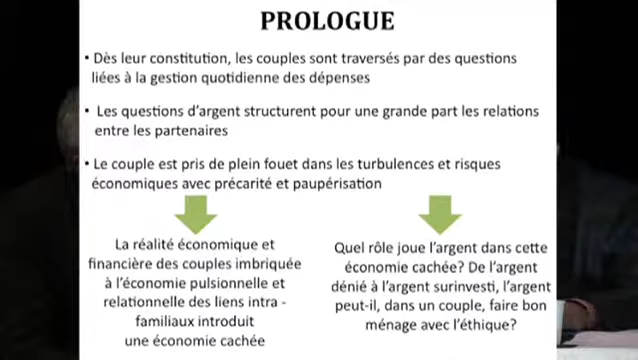 PROLOGUE
• Dès leur constitution, les couples sont traversés par des questions
liées à la gestion quotidienne des dépenses
• Les questions d'argent structurent pour une grande part les relations
entre les partenaires
• Le couple est pris de plein fouet dans les turbulences et risques
économiques avec précarité et paupérisation
La réalité économique et
financière des couples imbriquée
à l'économie pulsionnelle et
relationnelle des liens intra -
familiaux introduit
une économie cachée
Quel rôle joue l'argent dans cette
économie cachée? De l'argent
dénié à l'argent surinvesti, l'argent
peut-il, dans un couple, faire bon
ménage avec l'éthique?